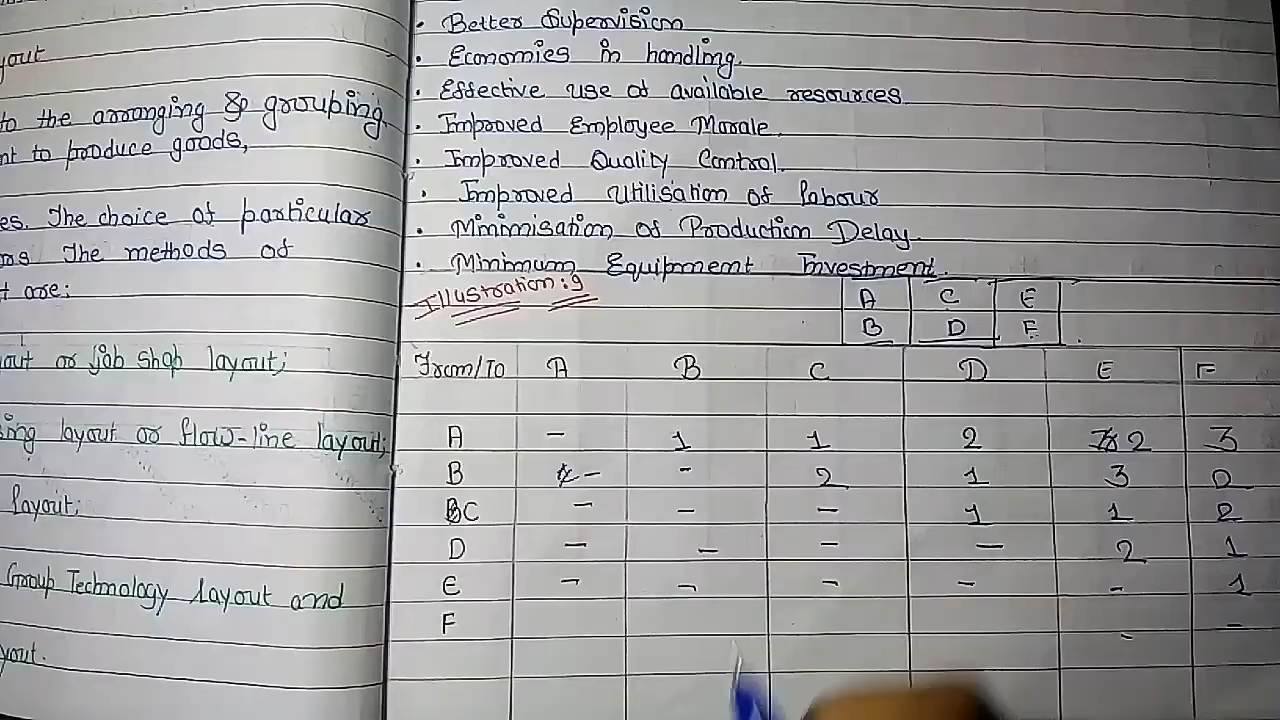 yout
to the arranging & grouping
nt to produce goods,
es. The choice of particular
ms The methods of
t are:
out or job shop layout;
ing layout or flow-line layout;
layout;
Group Technology Layout and
yout.
• Better Supervision
• Economies in handling.
• Effective use of available resources
• Improved Employee Morale.
• Improved Quality Control.
• Improved Utilisation of Labour
• Minimisation of Production Delay
• Minimum Equipment Investment.
Illustration:9
A C E
B D F
From/To A B C D E F
A - 1 1 2 2 3
B - - 2 1 3 2
C - - - 1 1 2
D - - - - 2 1
E - - - - - 1
F - -